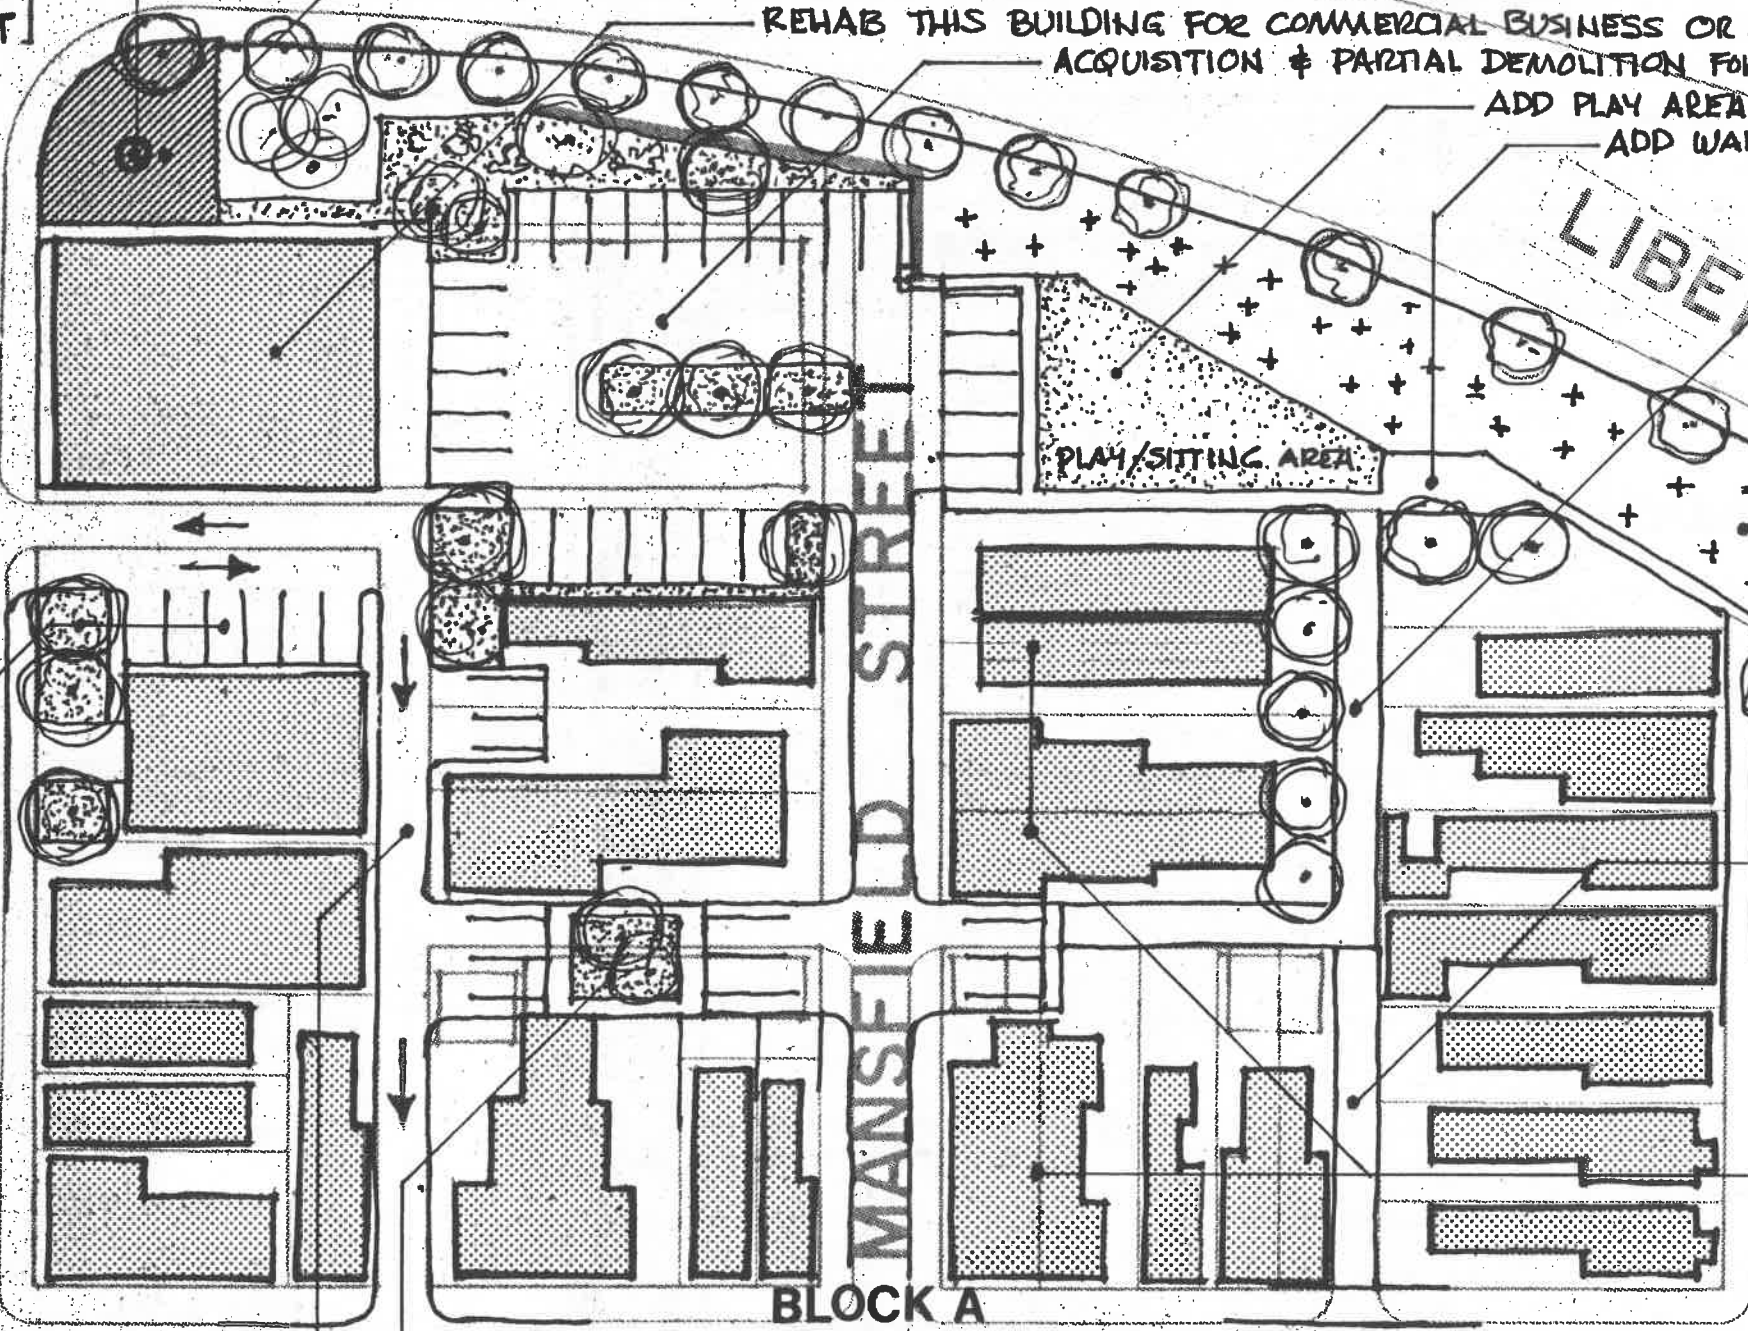 T
REHAB THIS BUILDING FOR COMMERCIAL BUSINESS OR
ACQUISITION & PARTIAL DEMOLITION FO
ADD PLAY AREA
ADD WA
LIBE
PLAY/SITTING AREA
MANSFIELD STREE
BLOCK A